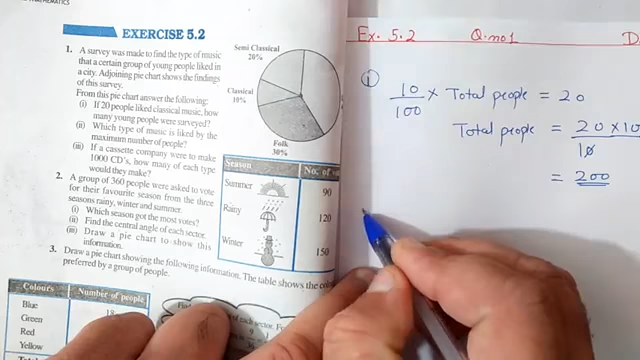 MATHEMATICS
EXERCISE 5.2
1. A survey was made to find the type of music
that a certain group of young people liked in
a city. Adjoining pie chart shows the findings
of this survey.
From this pie chart answer the following:
(i) If 20 people liked classical music, how
many young people were surveyed?
(ii) Which type of music is liked by the
maximum number of people?
(iii) If a cassette company were to make
1000 CD's, how many of each type
would they make?
2. A group of 360 people were asked to vote
for their favourite season from the three
seasons rainy, winter and summer.
(i) Which season got the most votes?
(ii) Find the central angle of each sector.
(iii) Draw a pie chart to show this
information.
3. Draw a pie chart showing the following information. The table shows the
preferred by a group of people.
Semi Classical
20%
Classical
10%
Folk
30%
Season No. of
Summer 90
Rainy 120
Winter 150
Colours Number of people
Blue 18
Green
Red
Yellow
Find
of each sector.
Ex. 5.2 Q.no1 D
(i) 10/100 × Total people = 20
Total people = 20 × 10/10
= 200